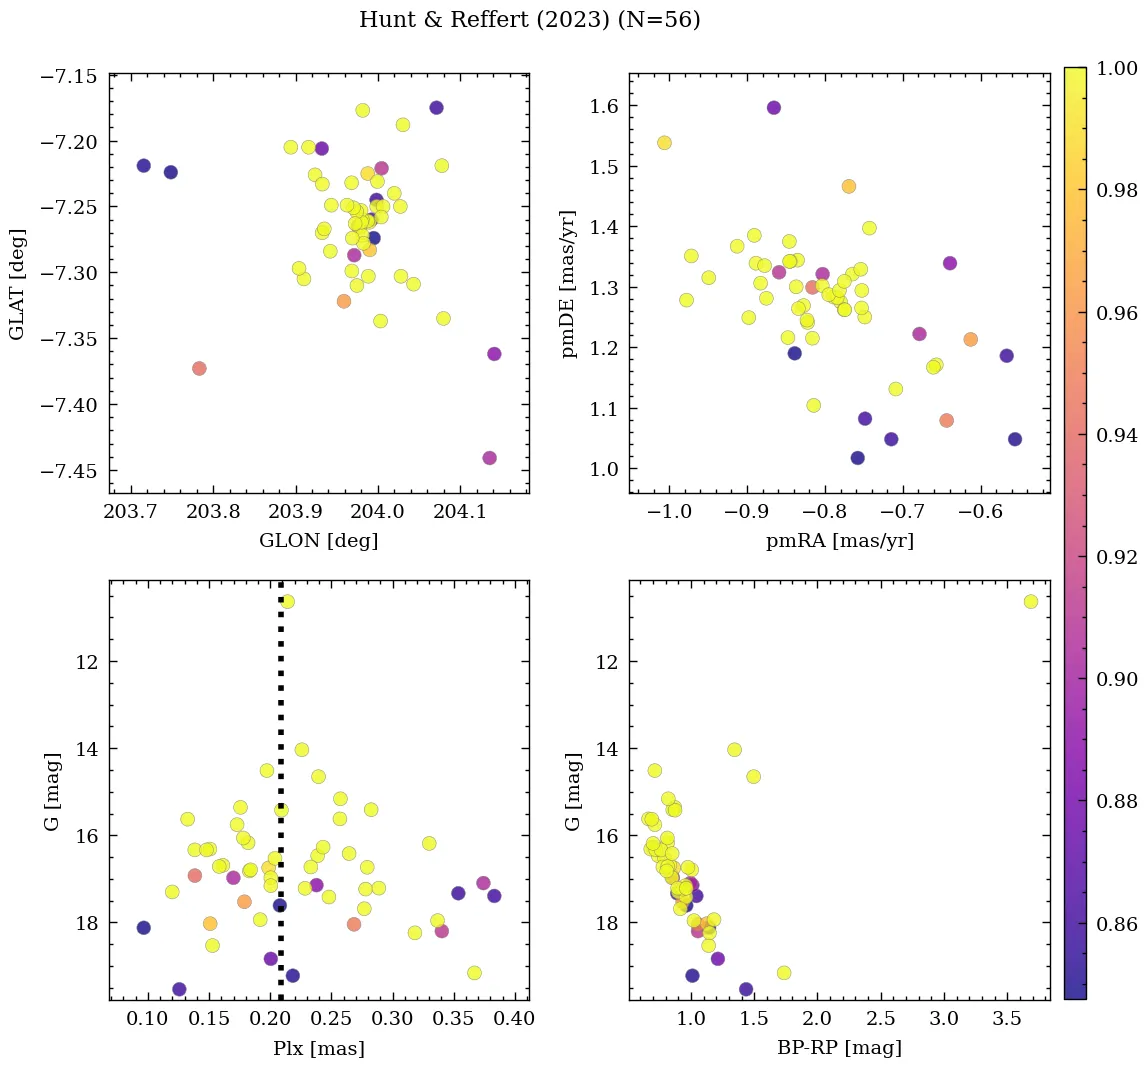 Hunt & Reffert (2023) (N=56)
−7.15
−7.20
−7.25
−7.30
−7.35
−7.40
−7.45
GLAT [deg]
203.7 203.8 203.9 204.0 204.1
GLON [deg]
1.6
1.5
1.4
1.3
1.2
1.1
1.0
pmDE [mas/yr]
−1.0 −0.9 −0.8 −0.7 −0.6
pmRA [mas/yr]
12
14
16
18
G [mag]
0.10 0.15 0.20 0.25 0.30 0.35 0.40
Plx [mas]
12
14
16
18
G [mag]
1.0 1.5 2.0 2.5 3.0 3.5
BP-RP [mag]
1.00
0.98
0.96
0.94
0.92
0.90
0.88
0.86